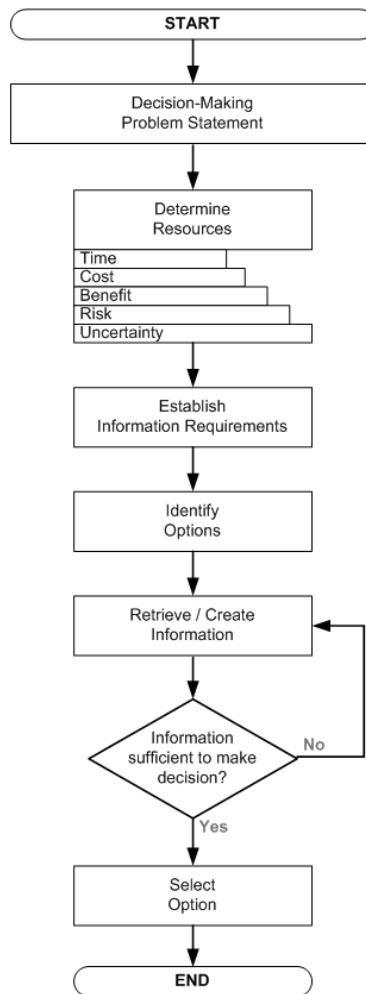 START
Decision-Making
Problem Statement
Determine
Resources
Time
Cost
Benefit
Risk
Uncertainty
Establish
Information Requirements
Identify
Options
Retrieve / Create
Information
Information
sufficient to make
decision?
No
Yes
Select
Option
END